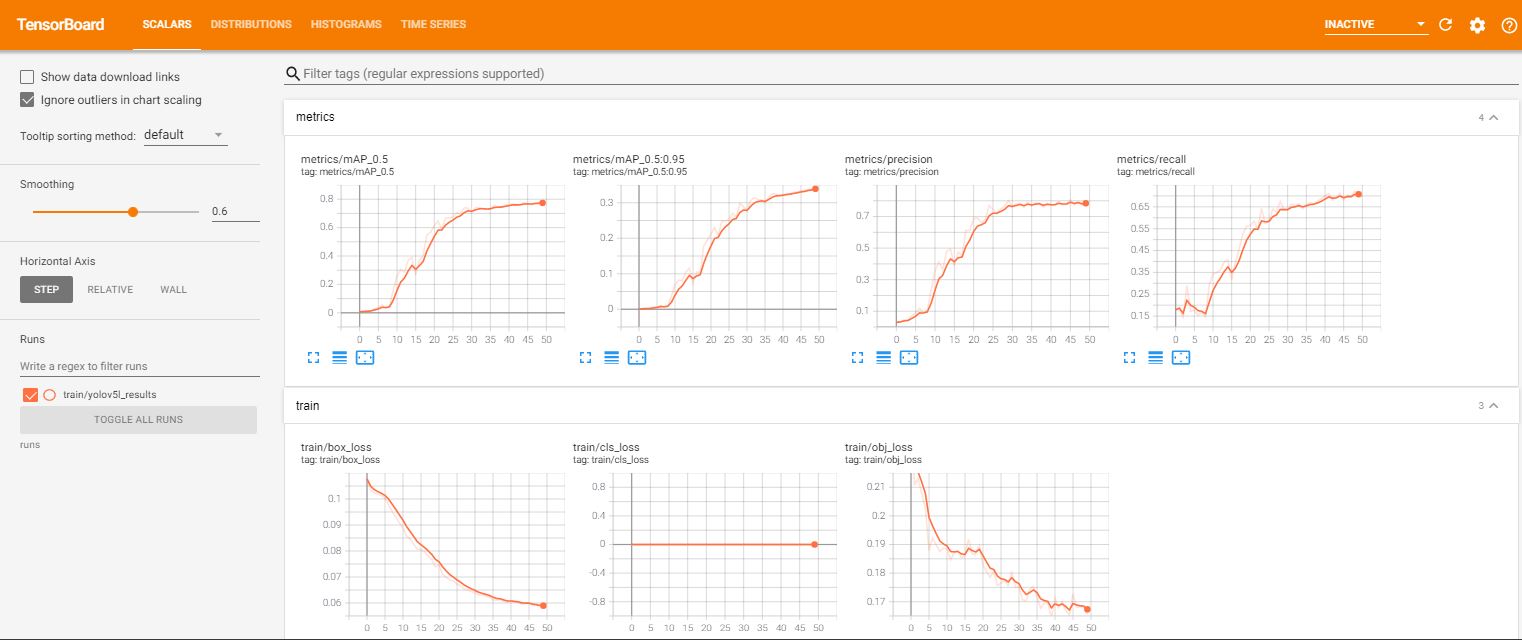 TensorBoard SCALARS DISTRIBUTIONS HISTOGRAMS TIME SERIES INACTIVE
Show data download links
Ignore outliers in chart scaling
Tooltip sorting method: default
Smoothing
0.6
Horizontal Axis
STEP RELATIVE WALL
Runs
Write a regex to filter runs
train/yolov5l_results
TOGGLE ALL RUNS
runs
Filter tags (regular expressions supported)
metrics 4
metrics/mAP_0.5
tag: metrics/mAP_0.5
0.8
0.6
0.4
0.2
0
0 5 10 15 20 25 30 35 40 45 50
metrics/mAP_0.5:0.95
tag: metrics/mAP_0.5:0.95
0.3
0.2
0.1
0
0 5 10 15 20 25 30 35 40 45 50
metrics/precision
tag: metrics/precision
0.7
0.5
0.3
0.1
0 5 10 15 20 25 30 35 40 45 50
metrics/recall
tag: metrics/recall
0.65
0.55
0.45
0.35
0.25
0.15
0 5 10 15 20 25 30 35 40 45 50
train 3
train/box_loss
tag: train/box_loss
0.1
0.09
0.08
0.07
0.06
0 5 10 15 20 25 30 35 40 45 50
train/cls_loss
tag: train/cls_loss
0.8
0.4
0
-0.4
-0.8
0 5 10 15 20 25 30 35 40 45 50
train/obj_loss
tag: train/obj_loss
0.21
0.2
0.19
0.18
0.17
0 5 10 15 20 25 30 35 40 45 50